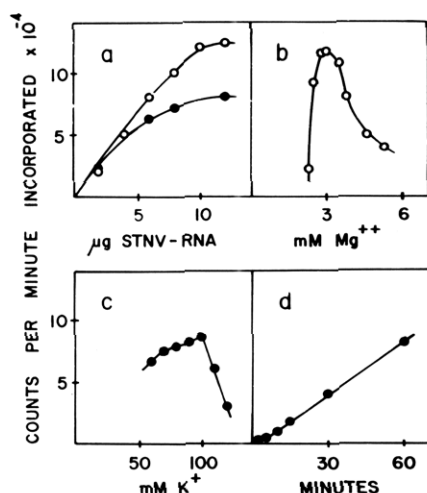 COUNTS PER MINUTE INCORPORATED × 10⁻⁴
a
b
10
5
5
10
3
6
µg STNV-RNA
mM Mg⁺⁺
c
d
10
5
50
100
30
60
mM K⁺
MINUTES